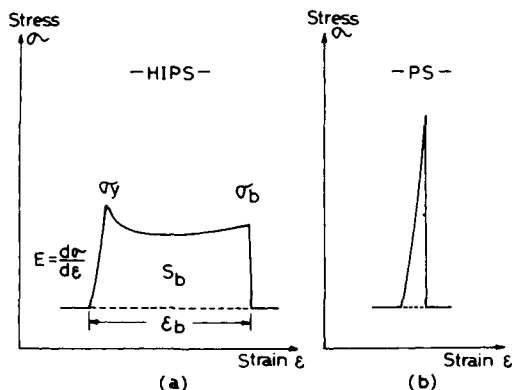 Stress
σ
—HIPS—
σy
σb
E = dσ/dε
Sb
εb
Strain ε
(a)
Stress
σ
—PS—
Strain ε
(b)